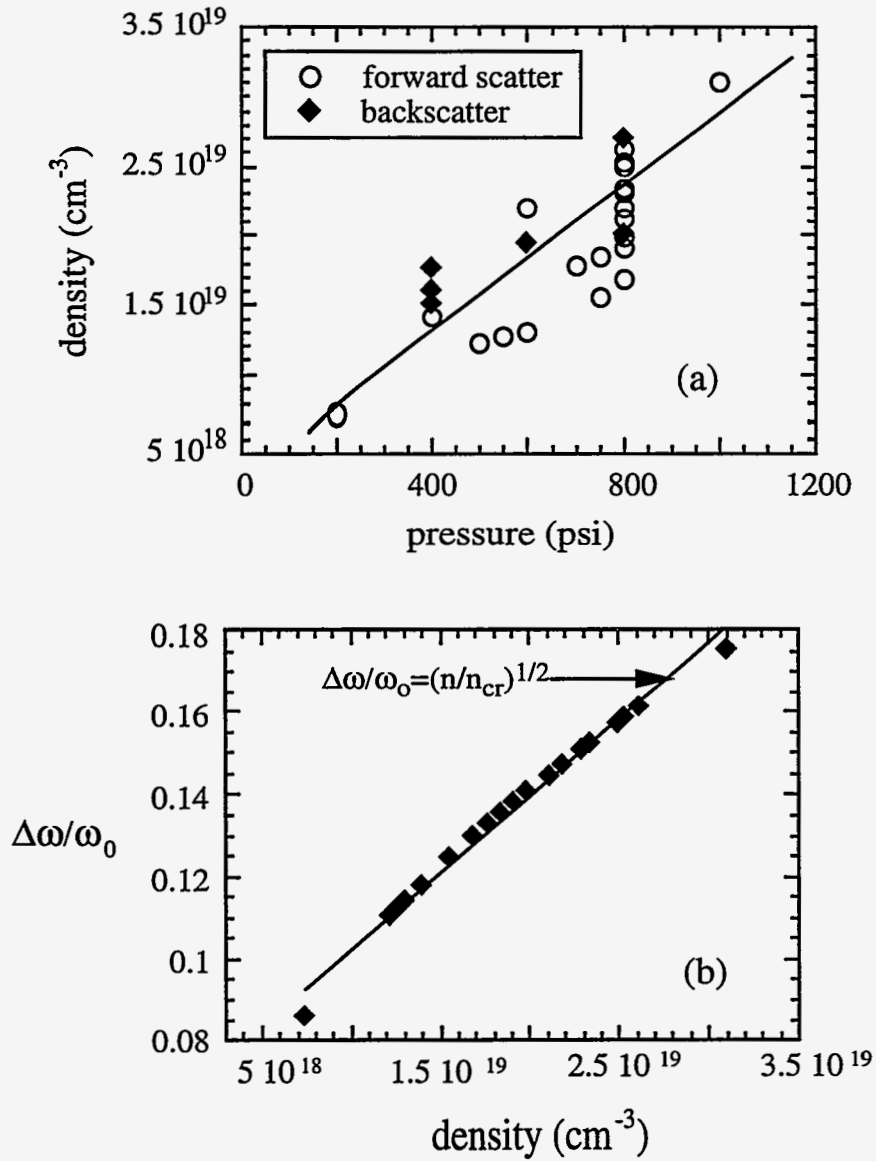 3.5 10^19
2.5 10^19
1.5 10^19
5 10^18
density (cm^-3)
forward scatter
backscatter
(a)
0 400 800 1200
pressure (psi)
0.18
0.16
0.14
0.12
0.1
0.08
Δω/ω_0
Δω/ω_o=(n/n_cr)^1/2
(b)
5 10^18 1.5 10^19 2.5 10^19 3.5 10^19
density (cm^-3)